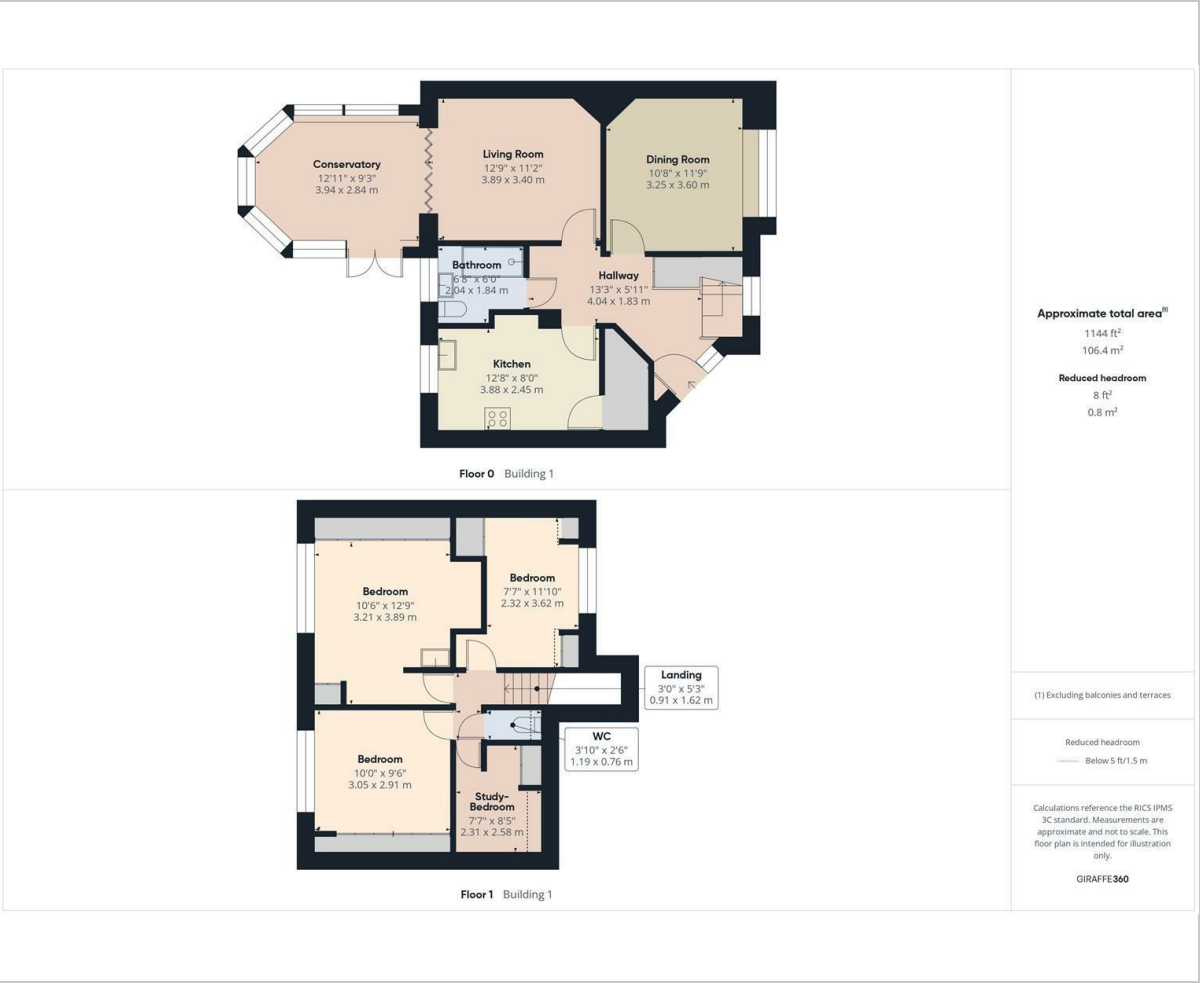 Conservatory
12'11" x 9'3"
3.94 x 2.84 m
Living Room
12'9" x 11'2"
3.89 x 3.40 m
Dining Room
10'8" x 11'9"
3.25 x 3.60 m
Bathroom
6'8" x 6'0"
2.04 x 1.84 m
Hallway
13'3" x 5'11"
4.04 x 1.83 m
Kitchen
12'8" x 8'0"
3.88 x 2.45 m
Floor 0 Building 1
Bedroom
10'6" x 12'9"
3.21 x 3.89 m
Bedroom
7'7" x 11'10"
2.32 x 3.62 m
Landing
3'0" x 5'3"
0.91 x 1.62 m
WC
3'10" x 2'6"
1.19 x 0.76 m
Bedroom
10'0" x 9'6"
3.05 x 2.91 m
Study-
Bedroom
7'7" x 8'5"
2.31 x 2.58 m
Floor 1 Building 1
Approximate total area(1)
1144 ft²
106.4 m²
Reduced headroom
8 ft²
0.8 m²
(1) Excluding balconies and terraces
Reduced headroom
Below 5 ft/1.5 m
Calculations reference the RICS IPMS
3C standard. Measurements are
approximate and not to scale. This
floor plan is intended for illustration
only.
GIRAFFE360